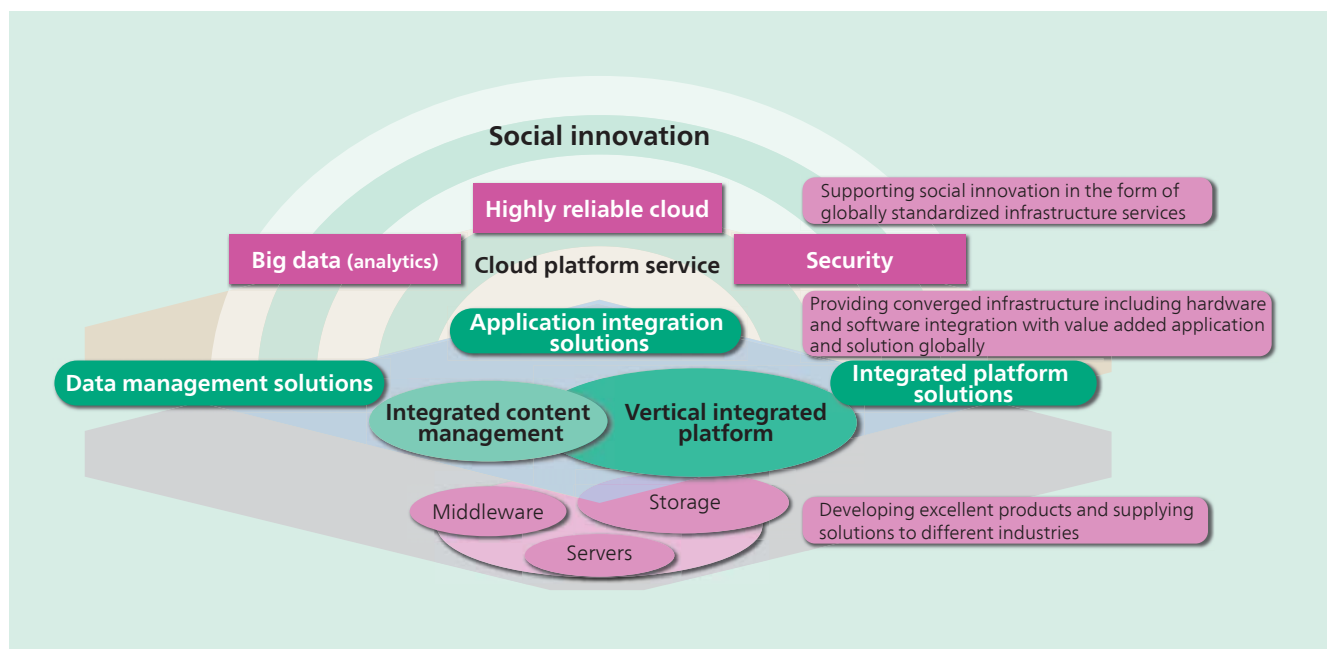 Social innovation
Highly reliable cloud
Supporting social innovation in the form of
globally standardized infrastructure services
Big data (analytics)
Cloud platform service
Security
Application integration
solutions
Providing converged infrastructure including hardware
and software integration with value added application
and solution globally
Data management solutions
Integrated platform
solutions
Integrated content
management
Vertical integrated
platform
Middleware
Storage
Servers
Developing excellent products and supplying
solutions to different industries